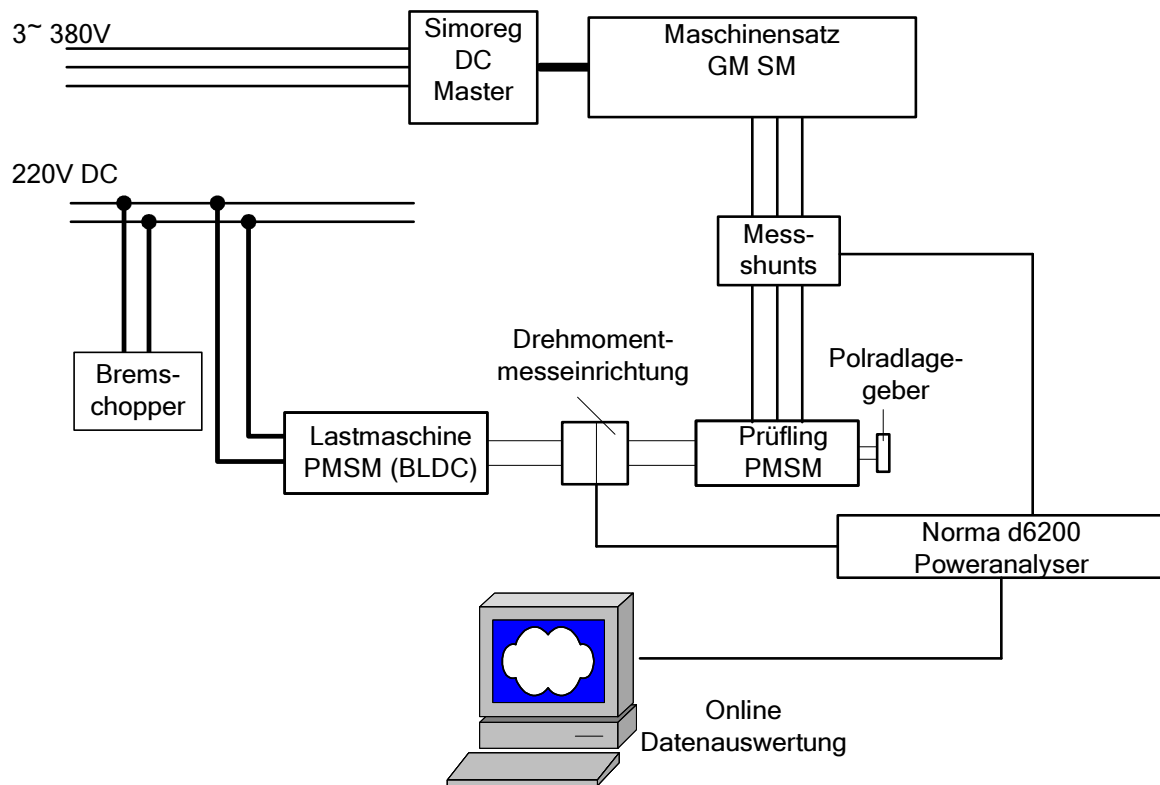 3~ 380V
Simoreg
DC
Master
Maschinensatz
GM SM
220V DC
Mess-
shunts
Drehmoment-
messeinrichtung
Polradlage-
geber
Brems-
chopper
Lastmaschine
PMSM (BLDC)
Prüfling
PMSM
Norma d6200
Poweranalyser
Online
Datenauswertung